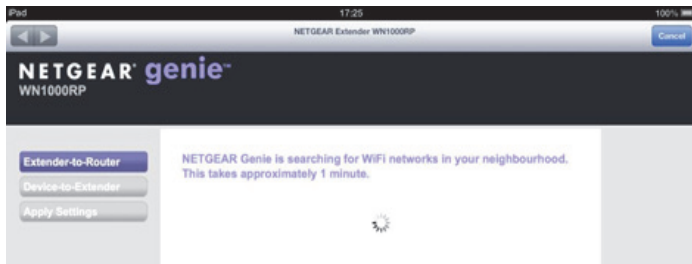 iPad 17:25 100%
NETGEAR Extender WN1000RP
Cancel
NETGEAR® genie™
WN1000RP
Extender-to-Router
Device-to-Extender
Apply Settings
NETGEAR Genie is searching for WiFi networks in your neighbourhood.
This takes approximately 1 minute.